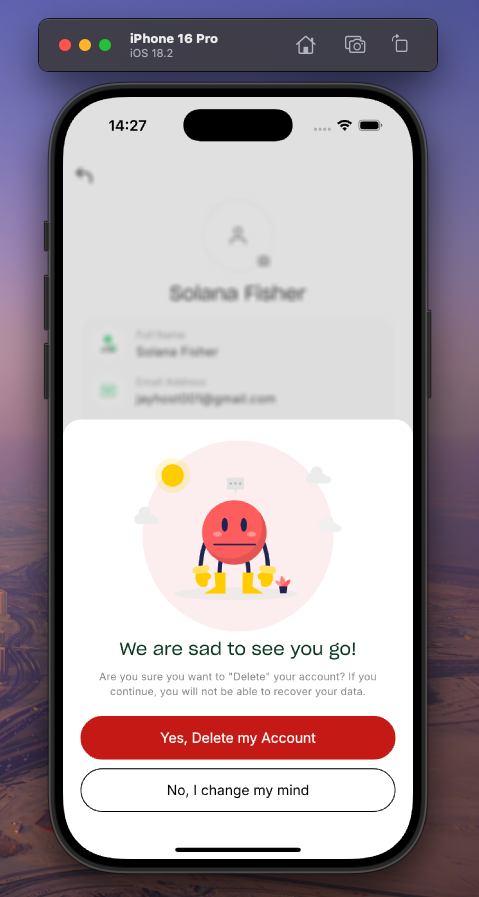 iPhone 16 Pro
iOS 18.2
14:27
Solana Fisher
Full Name
Solana Fisher
Email Address
jayhost001@gmail.com
We are sad to see you go!
Are you sure you want to "Delete" your account? If you
continue, you will not be able to recover your data.
Yes, Delete my Account
No, I change my mind